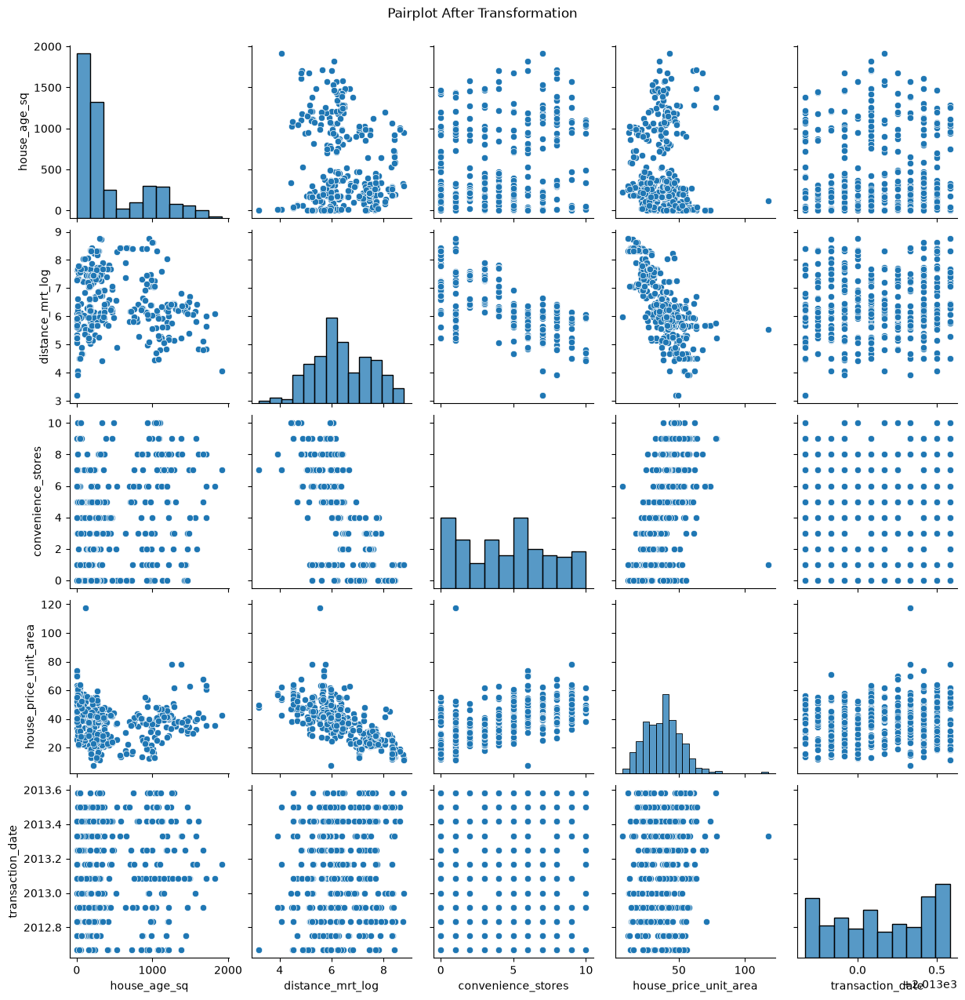 Pairplot After Transformation
2000
1500
1000
500
0
house_age_sq
9
8
7
6
5
4
3
distance_mrt_log
10
8
6
4
2
0
convenience_stores
120
100
80
60
40
20
house_price_unit_area
2013.6
2013.4
2013.2
2013.0
2012.8
transaction_date
0 1000 2000
4 6 8
0 5 10
50 100
0.0 0.5
+2.013e3
house_age_sq
distance_mrt_log
convenience_stores
house_price_unit_area
transaction_date